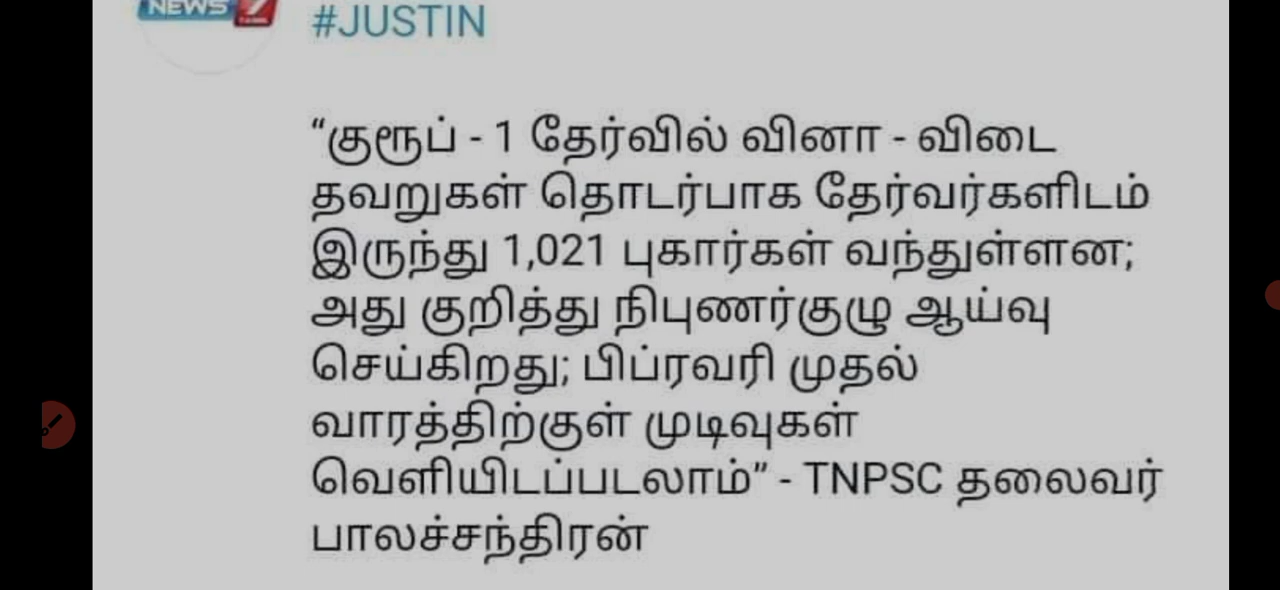 NEWS 7
TAMIL
#JUSTIN
“குரூப் - 1 தேர்வில் வினா - விடை
தவறுகள் தொடர்பாக தேர்வர்களிடம்
இருந்து 1,021 புகார்கள் வந்துள்ளன;
அது குறித்து நிபுணர்குழு ஆய்வு
செய்கிறது; பிப்ரவரி முதல்
வாரத்திற்குள் முடிவுகள்
வெளியிடப்படலாம்” - TNPSC தலைவர்
பாலச்சந்திரன்